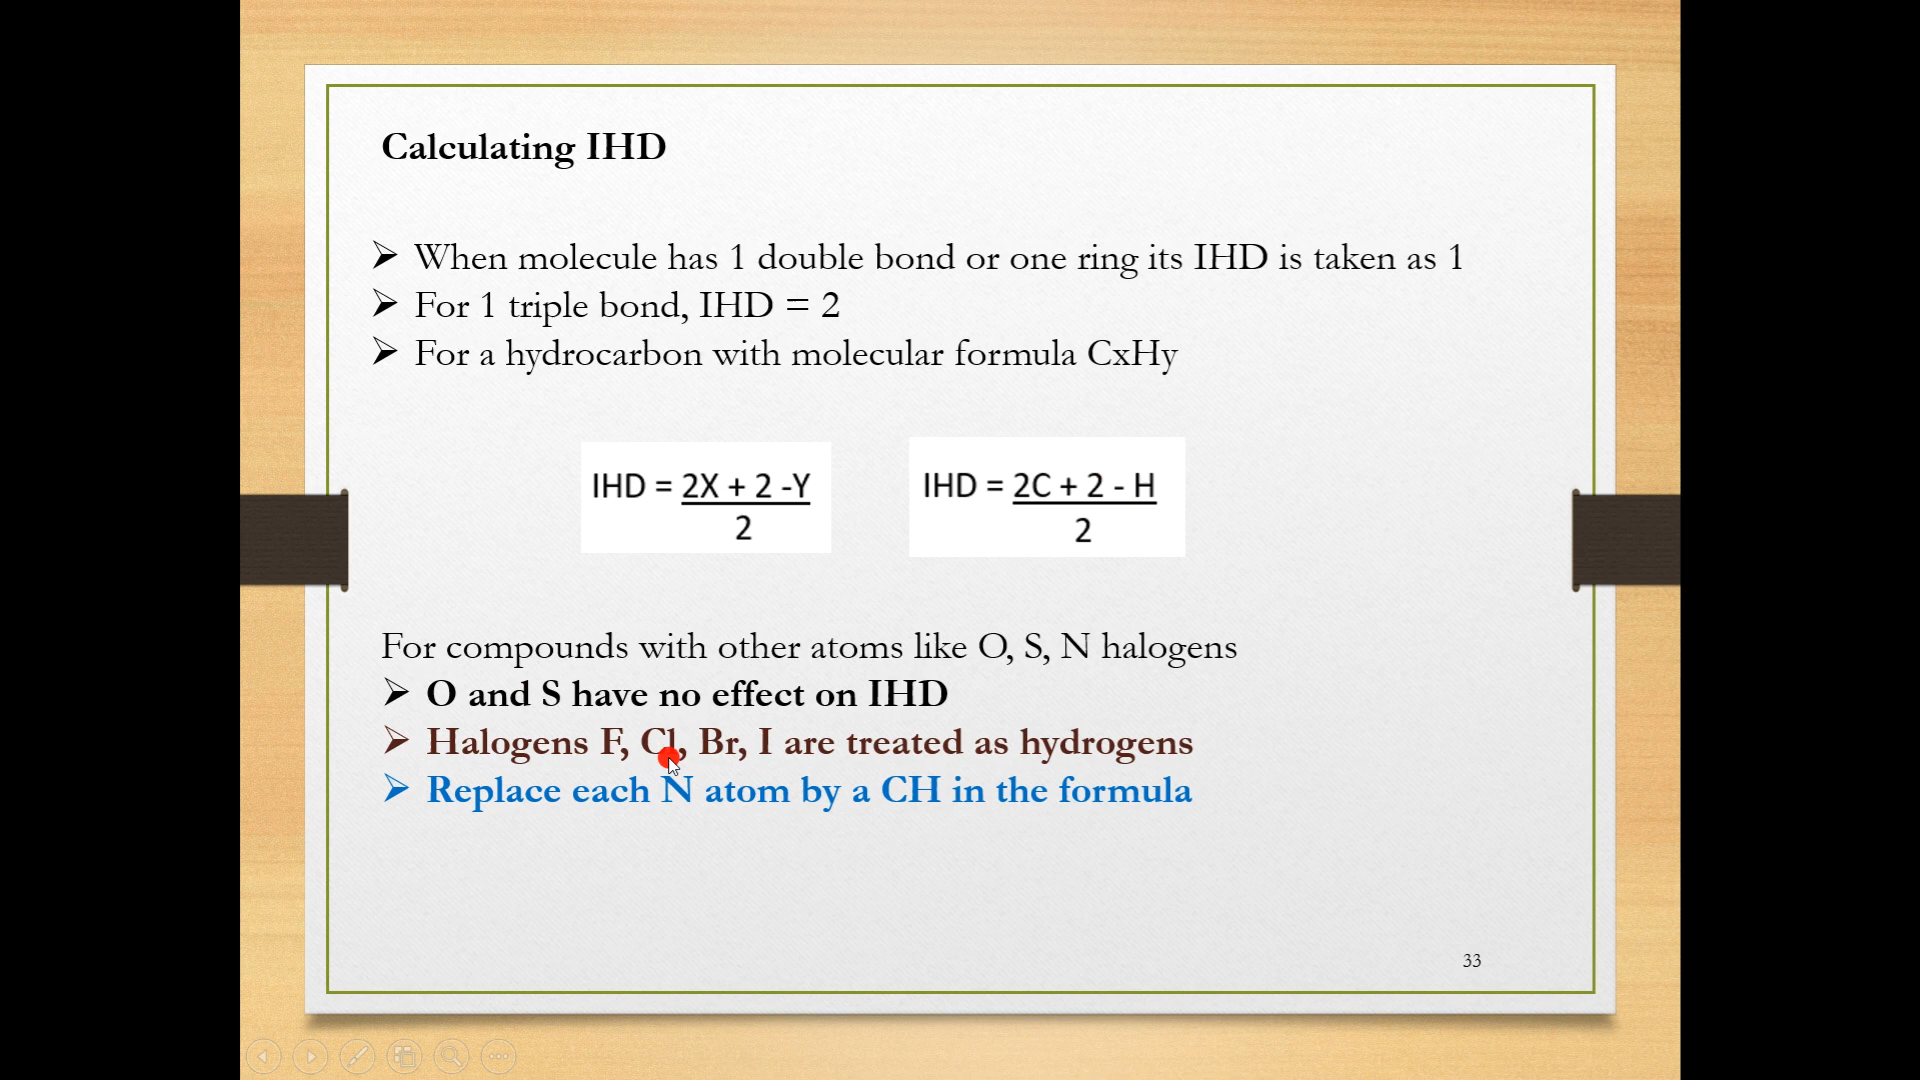 Calculating IHD
➢ When molecule has 1 double bond or one ring its IHD is taken as 1
➢ For 1 triple bond, IHD = 2
➢ For a hydrocarbon with molecular formula CxHy
IHD = 2X + 2 -Y
2
IHD = 2C + 2 - H
2
For compounds with other atoms like O, S, N halogens
➢ O and S have no effect on IHD
➢ Halogens F, Cl, Br, I are treated as hydrogens
➢ Replace each N atom by a CH in the formula
33